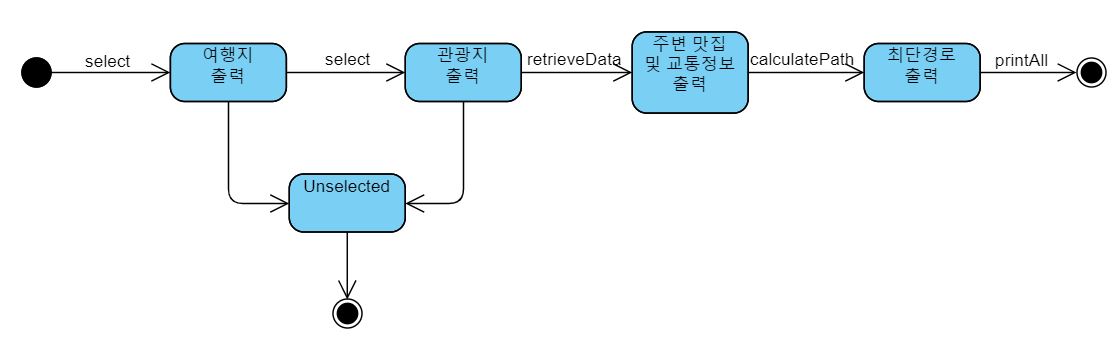 select
여행지
출력
select
관광지
출력
retrieveData
주변 맛집
및 교통정보
출력
calculatePath
최단경로
출력
printAll
Unselected